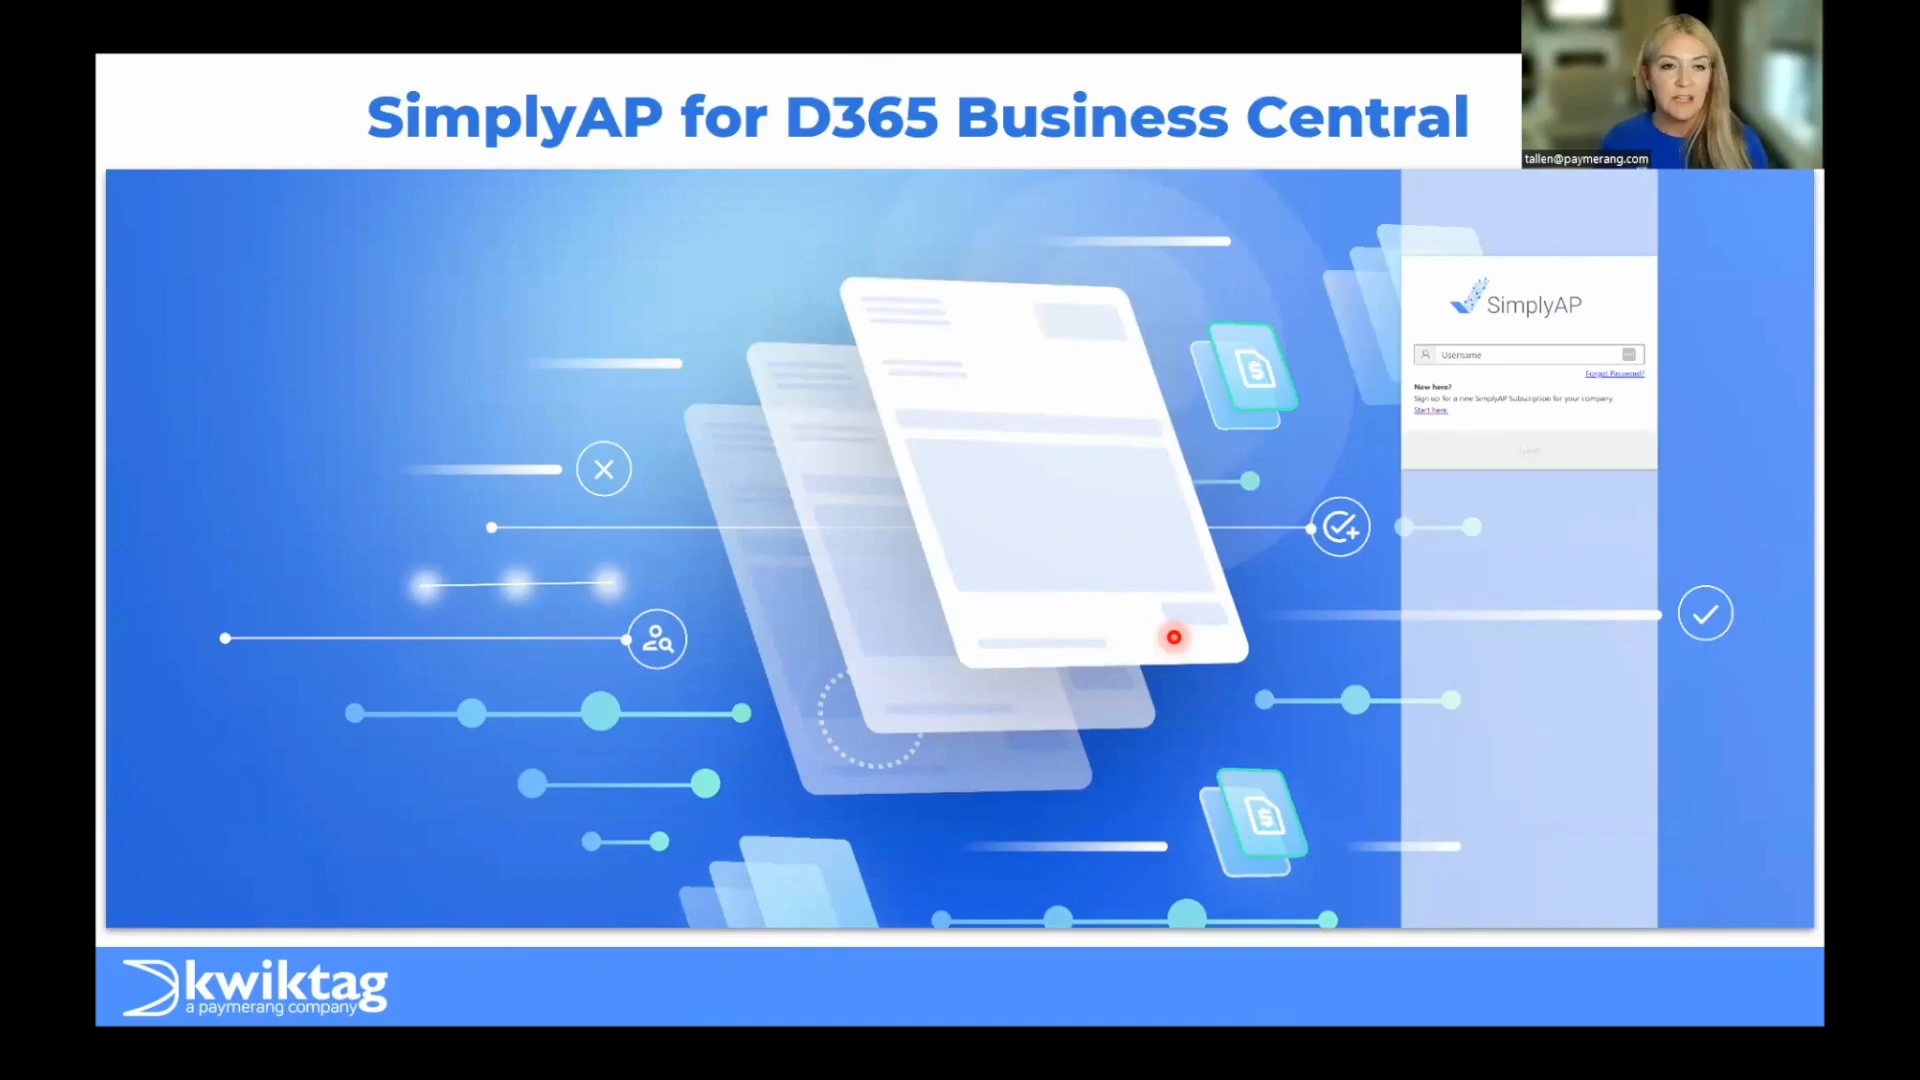 SimplyAP for D365 Business Central
tallen@paymerang.com
SimplyAP
Username
Forgot Password?
New here?
Sign up for a new SimplyAP Subscription for your company.
Start here.
Next
kwiktag
a paymerang company